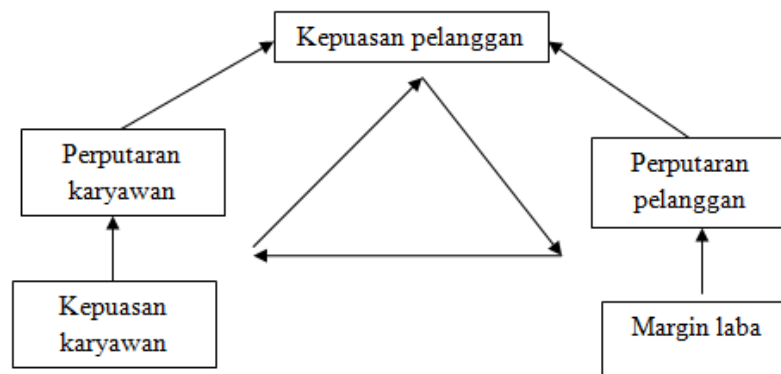 Kepuasan pelanggan
Perputaran
karyawan
Perputaran
pelanggan
Kepuasan
karyawan
Margin laba